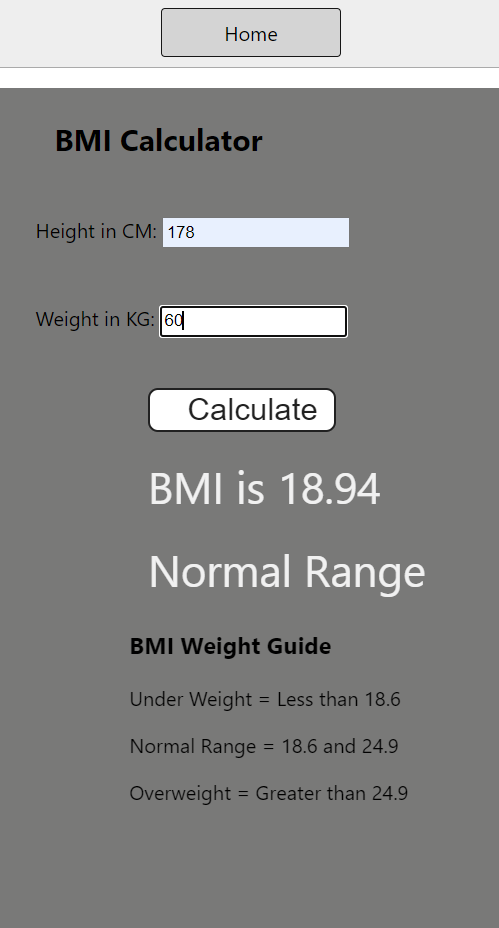 Home
BMI Calculator
Height in CM: 178
Weight in KG: 60
Calculate
BMI is 18.94
Normal Range
BMI Weight Guide
Under Weight = Less than 18.6
Normal Range = 18.6 and 24.9
Overweight = Greater than 24.9